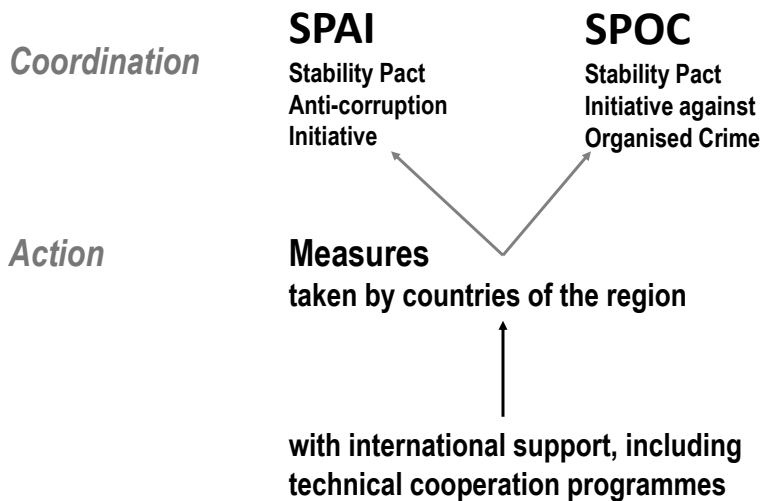 Coordination
SPAI
Stability Pact
Anti-corruption
Initiative
SPOC
Stability Pact
Initiative against
Organised Crime
Action
Measures
taken by countries of the region
with international support, including
technical cooperation programmes